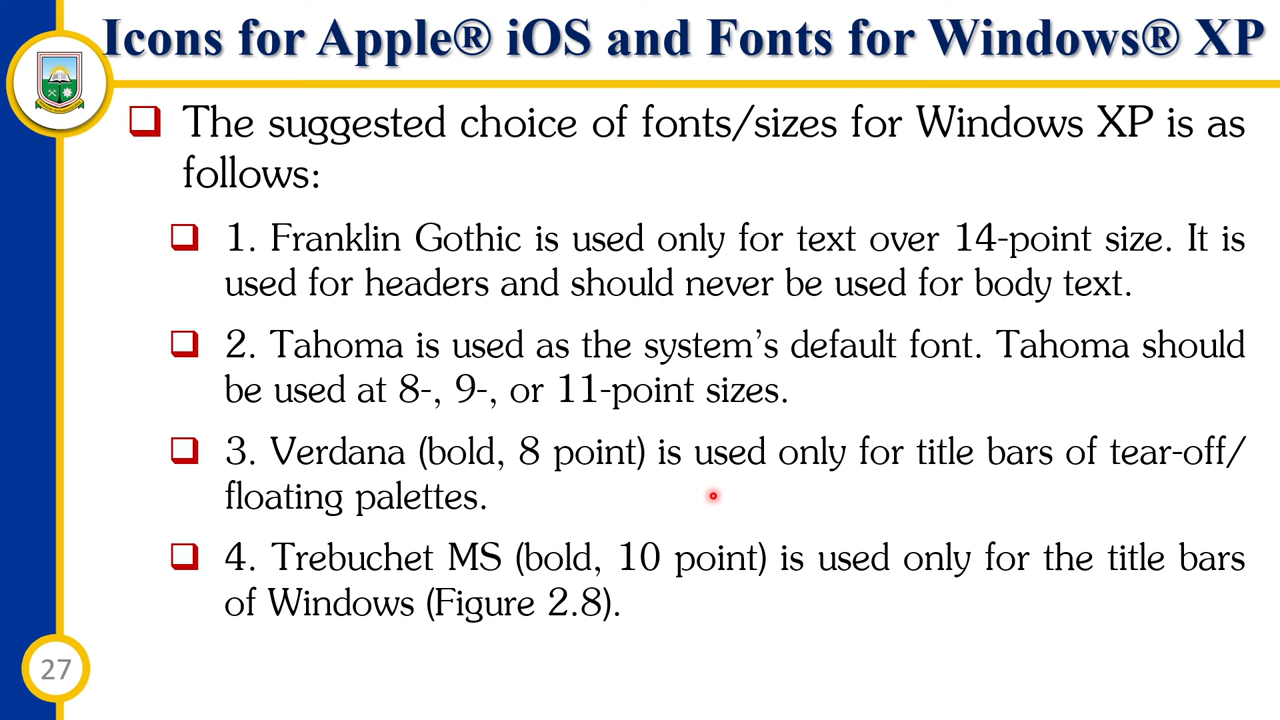 Icons for Apple® iOS and Fonts for Windows® XP
The suggested choice of fonts/sizes for Windows XP is as
follows:
1. Franklin Gothic is used only for text over 14-point size. It is
used for headers and should never be used for body text.
2. Tahoma is used as the system’s default font. Tahoma should
be used at 8-, 9-, or 11-point sizes.
3. Verdana (bold, 8 point) is used only for title bars of tear-off/
floating palettes.
4. Trebuchet MS (bold, 10 point) is used only for the title bars
of Windows (Figure 2.8).
27